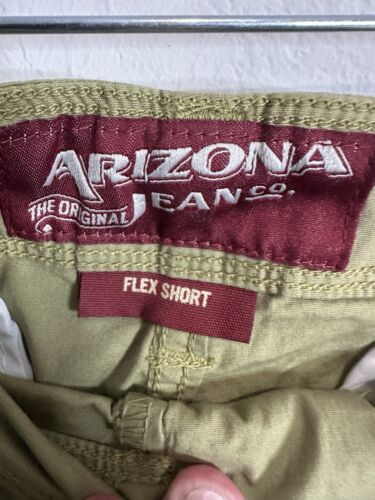 ARIZONA
THE ORIGINAL JEAN CO.
FLEX SHORT